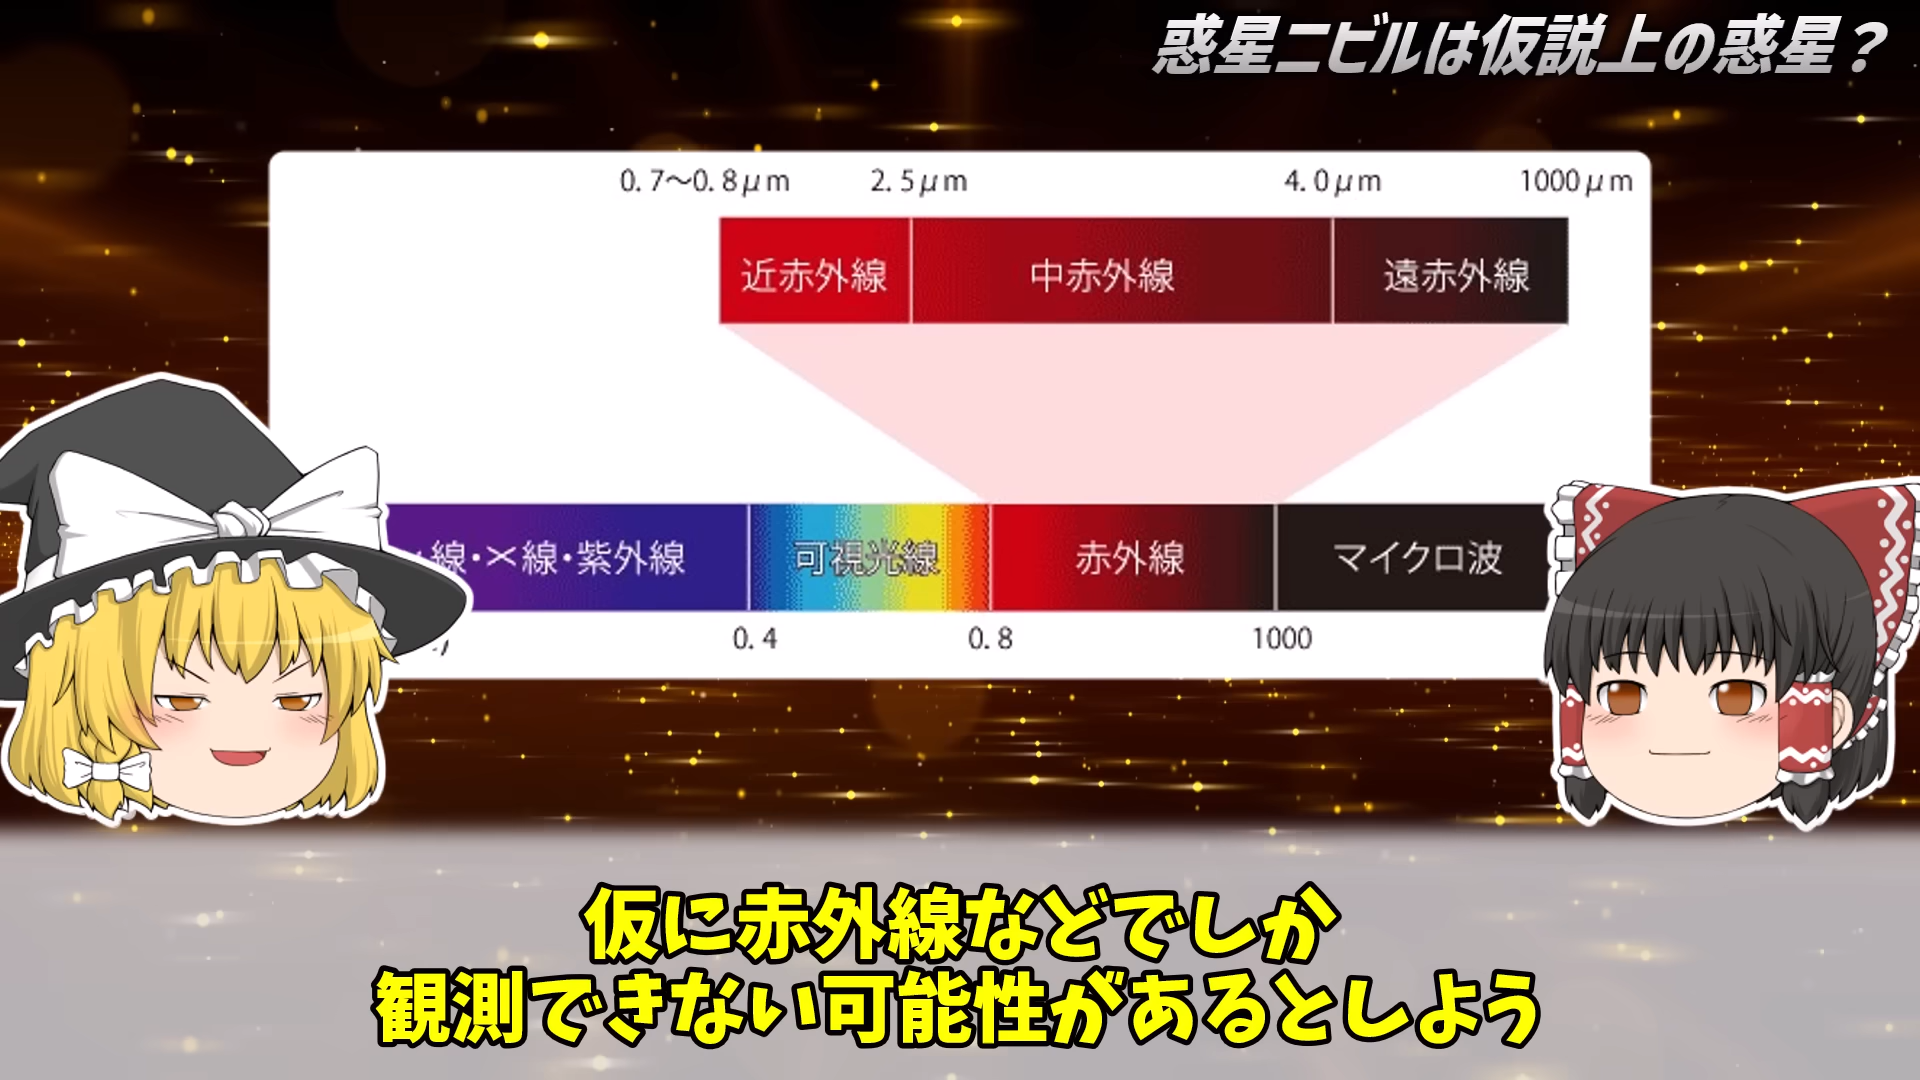 惑星ニビルは仮説上の惑星？
0.7〜0.8μm 2.5μm 4.0μm 1000μm
近赤外線 中赤外線 遠赤外線
線・X線・紫外線 可視光線 赤外線 マイクロ波
0.4 0.8 1000
仮に赤外線などでしか
観測できない可能性があるとしよう